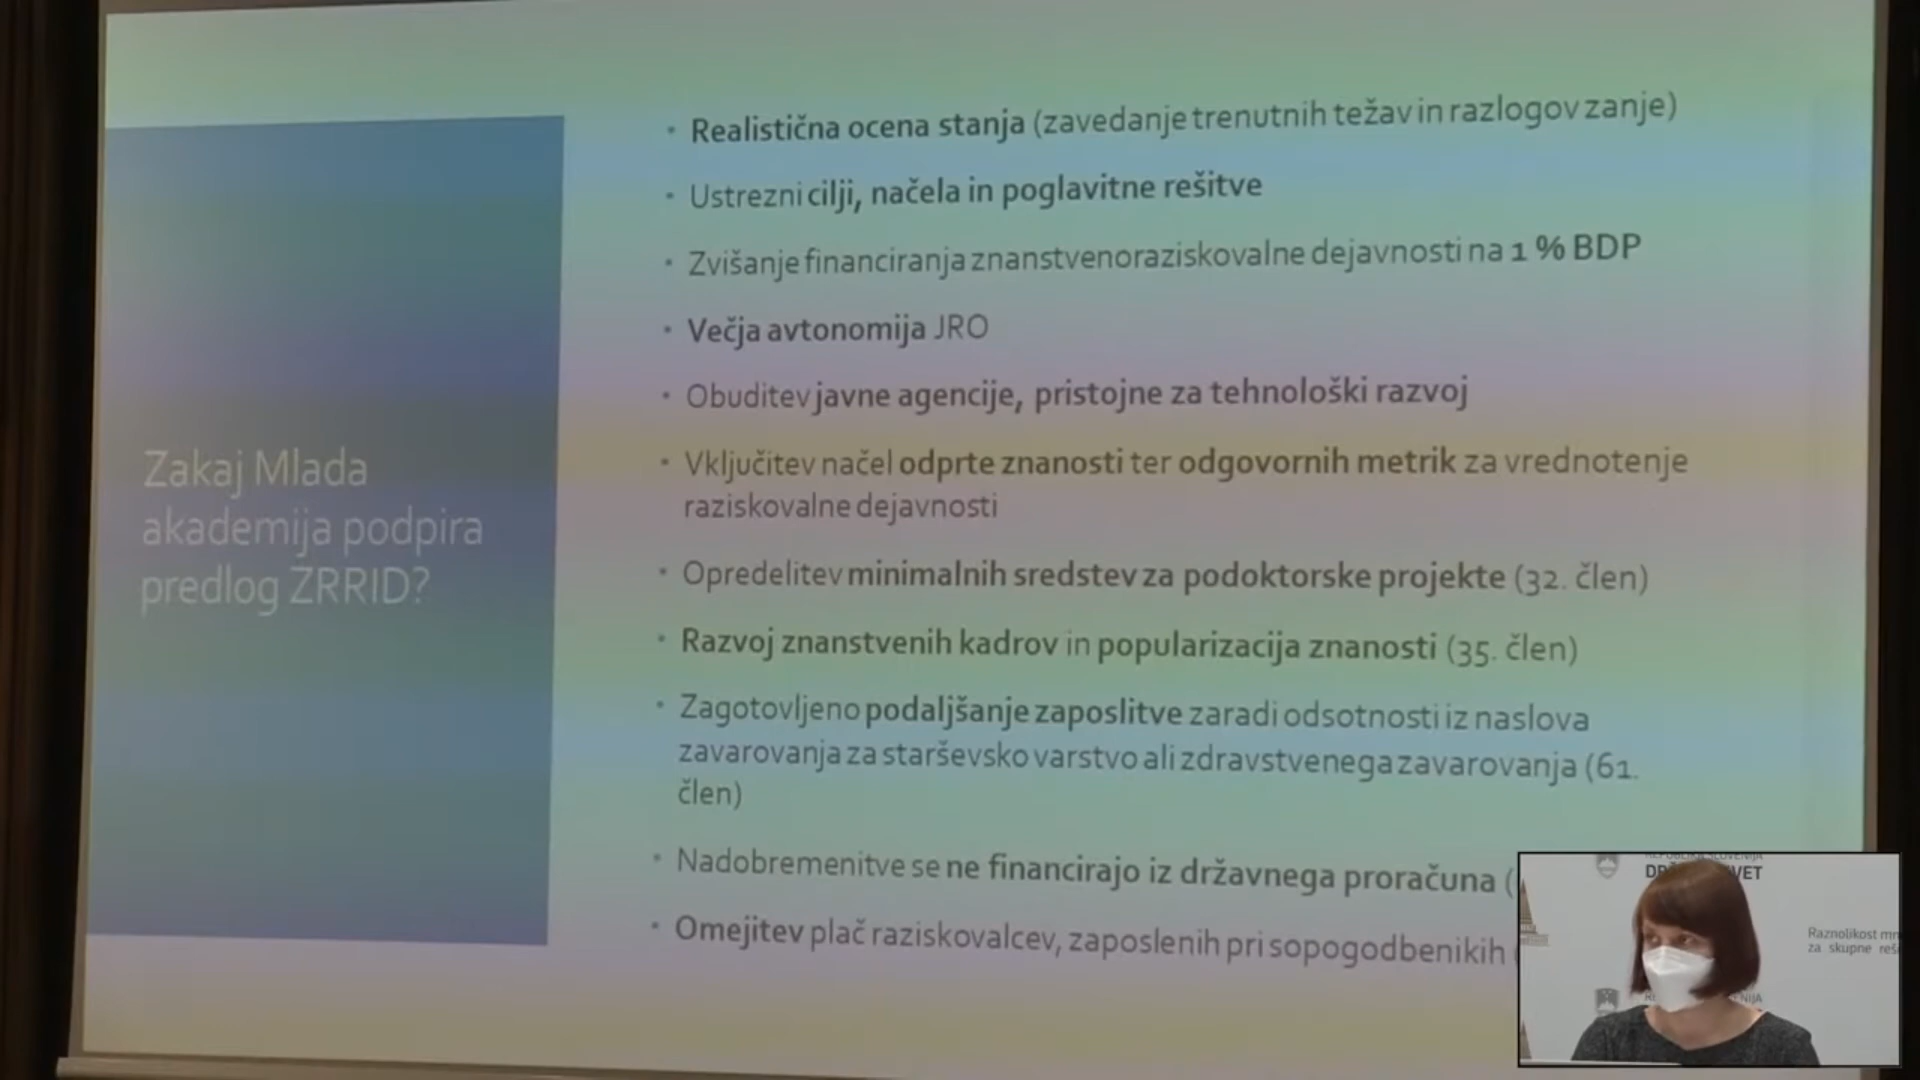 Zakaj Mlada
akademija podpira
predlog ZRRID?
• Realistična ocena stanja (zavedanje trenutnih težav in razlogov zanje)
• Ustrezni cilji, načela in poglavitne rešitve
• Zvišanje financiranja znanstvenoraziskovalne dejavnosti na 1 % BDP
• Večja avtonomija JRO
• Obuditev javne agencije, pristojne za tehnološki razvoj
• Vključitev načel odprte znanosti ter odgovornih metrik za vrednotenje
raziskovalne dejavnosti
• Opredelitev minimalnih sredstev za podoktorske projekte (32. člen)
• Razvoj znanstvenih kadrov in popularizacija znanosti (35. člen)
• Zagotovljeno podaljšanje zaposlitve zaradi odsotnosti iz naslova
zavarovanja za starševsko varstvo ali zdravstvenega zavarovanja (61.
člen)
• Nadobremenitve se ne financirajo iz državnega proračuna (
• Omejitev plač raziskovalcev, zaposlenih pri sopogodbenikih
REPUBLIKA SLOVENIJA
Raznolikost
za skupne